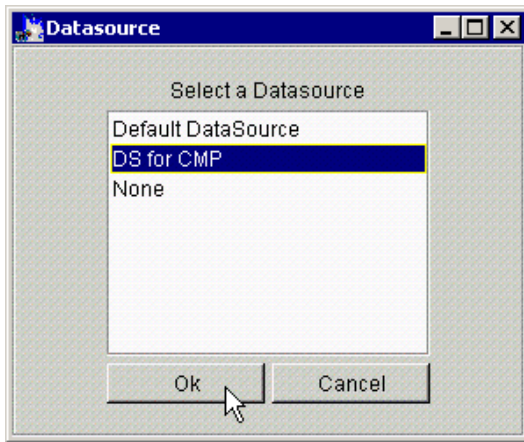 Datasource
Select a Datasource
Default DataSource
DS for CMP
None
Ok Cancel